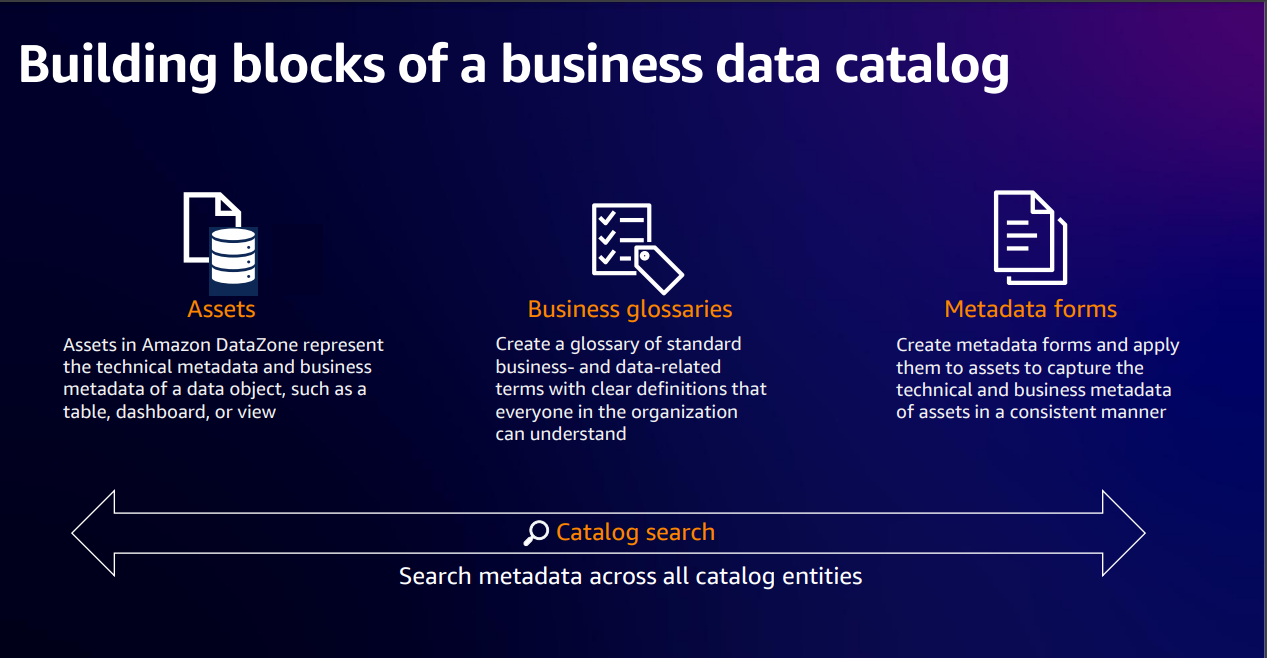 Building blocks of a business data catalog
Assets
Assets in Amazon DataZone represent
the technical metadata and business
metadata of a data object, such as a
table, dashboard, or view
Business glossaries
Create a glossary of standard
business- and data-related
terms with clear definitions that
everyone in the organization
can understand
Metadata forms
Create metadata forms and apply
them to assets to capture the
technical and business metadata
of assets in a consistent manner
Catalog search
Search metadata across all catalog entities